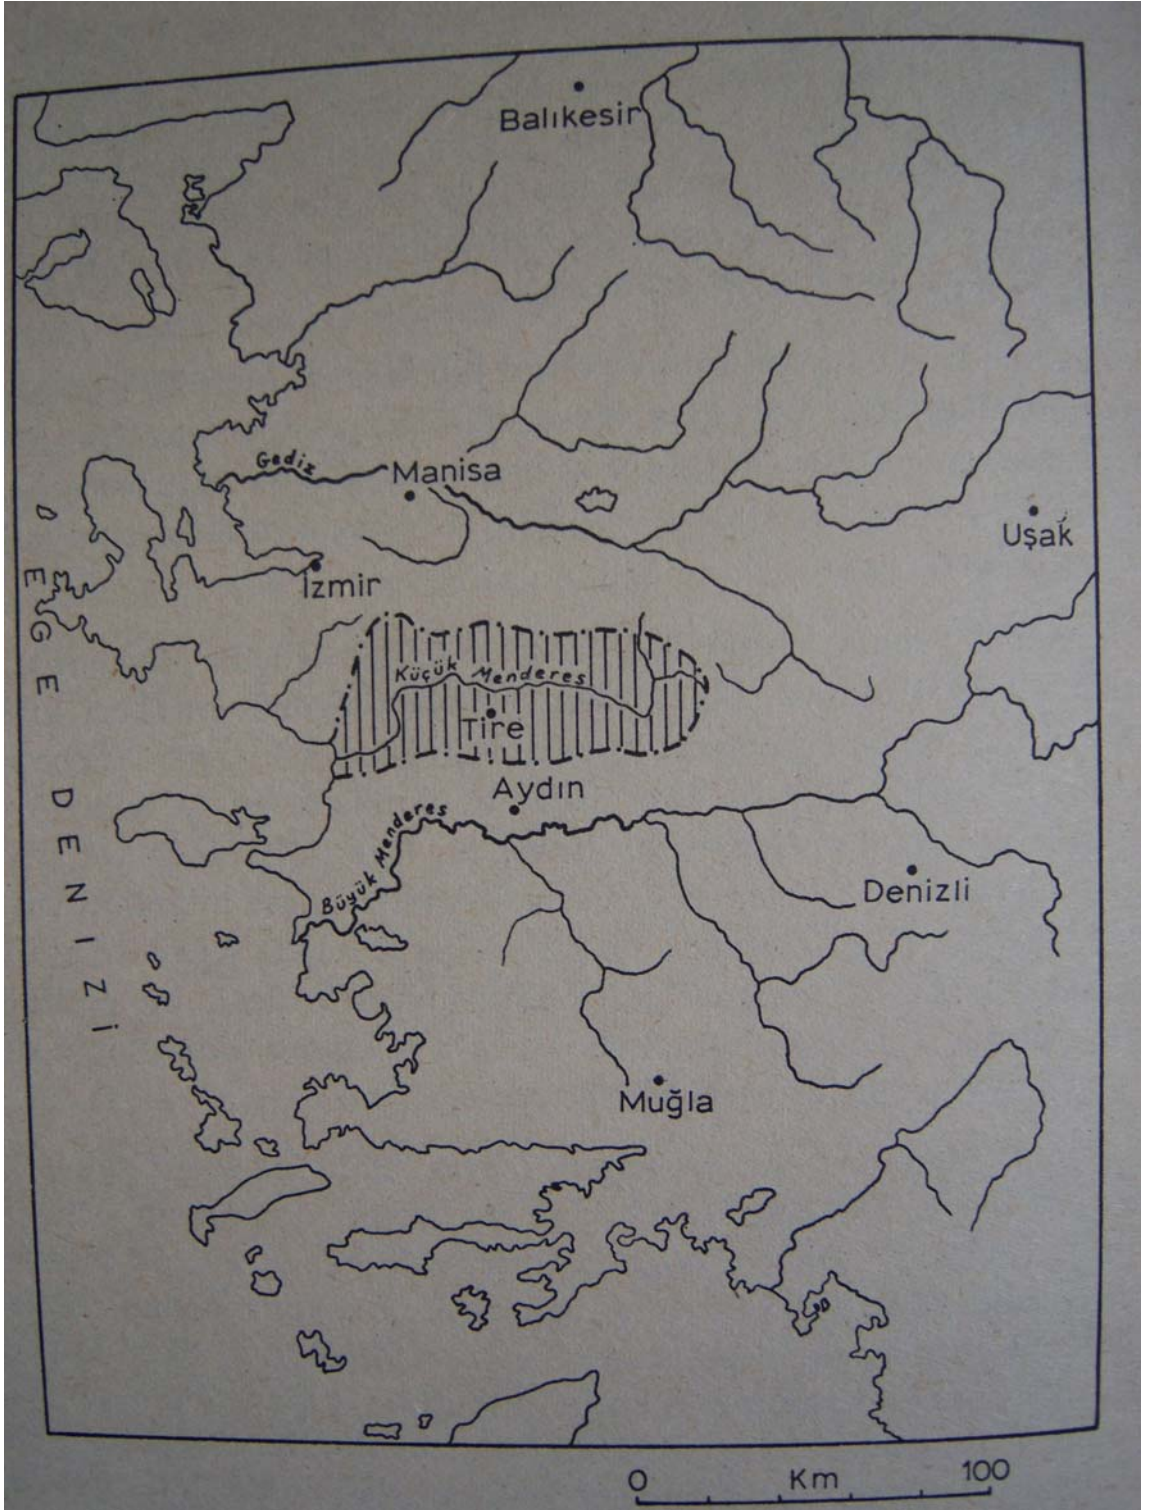 Balıkesir
Gediz
Manisa
Uşak
İzmir
EGE DENİZİ
Küçük Menderes
Tire
Aydın
Büyük Menderes
Denizli
Muğla
0 Km 100